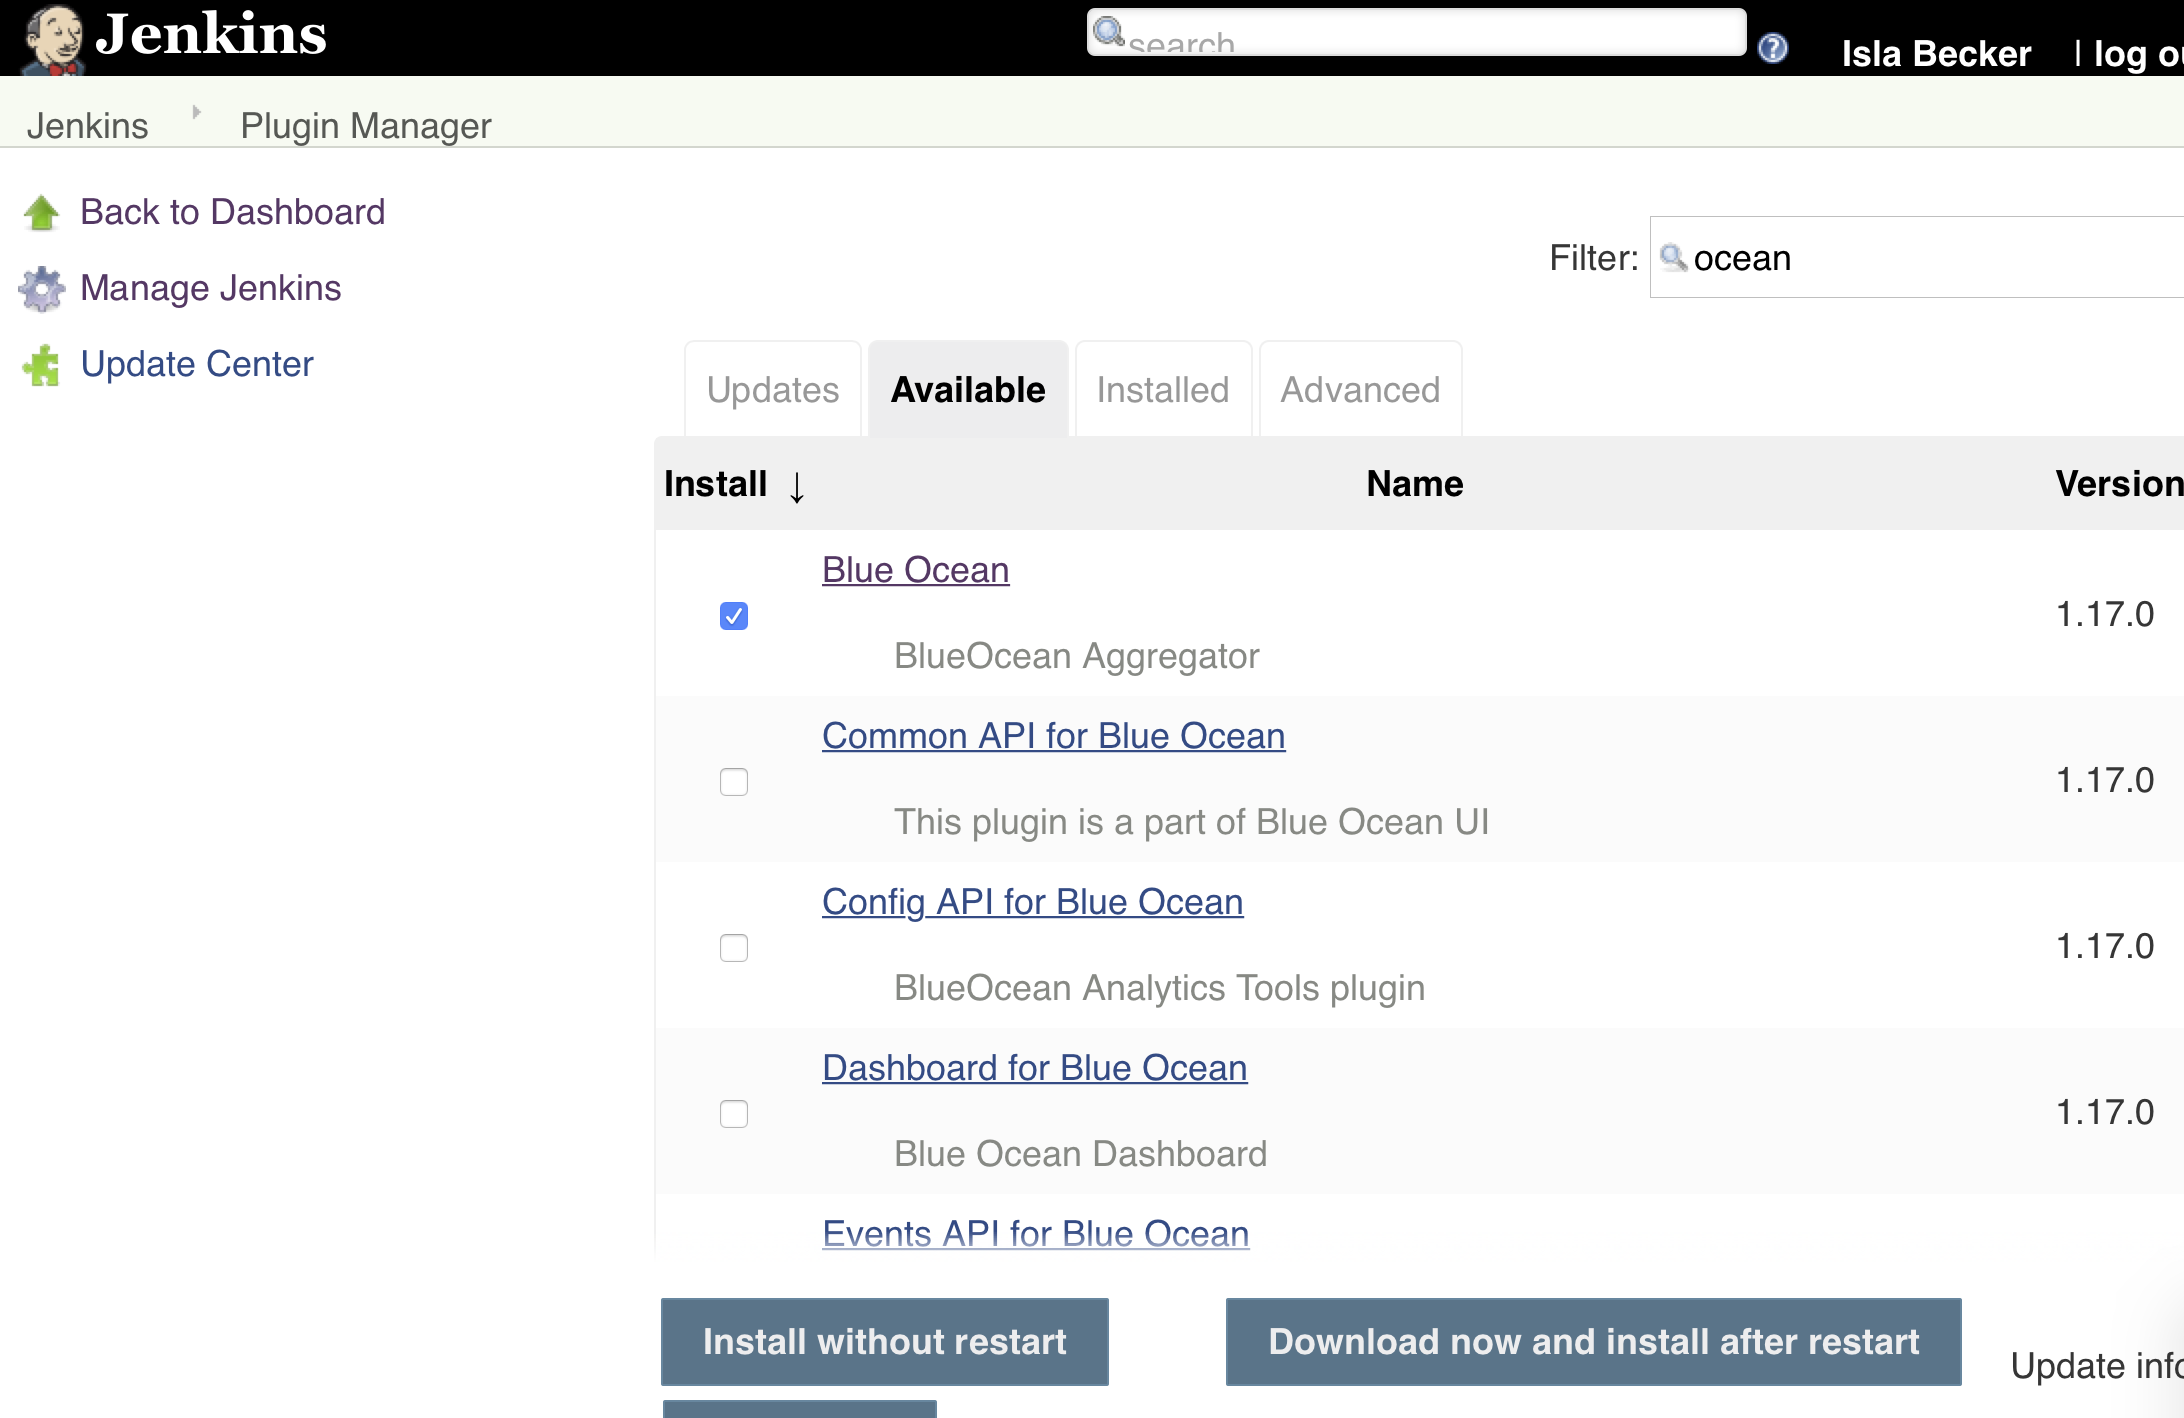 Jenkins
search
Isla Becker
| log ou
Jenkins
Plugin Manager
Back to Dashboard
Manage Jenkins
Update Center
Filter: ocean
Updates
Available
Installed
Advanced
Install ↓
Name
Version
Blue Ocean
BlueOcean Aggregator
1.17.0
Common API for Blue Ocean
This plugin is a part of Blue Ocean UI
1.17.0
Config API for Blue Ocean
BlueOcean Analytics Tools plugin
1.17.0
Dashboard for Blue Ocean
Blue Ocean Dashboard
1.17.0
Events API for Blue Ocean
Install without restart
Download now and install after restart
Update info